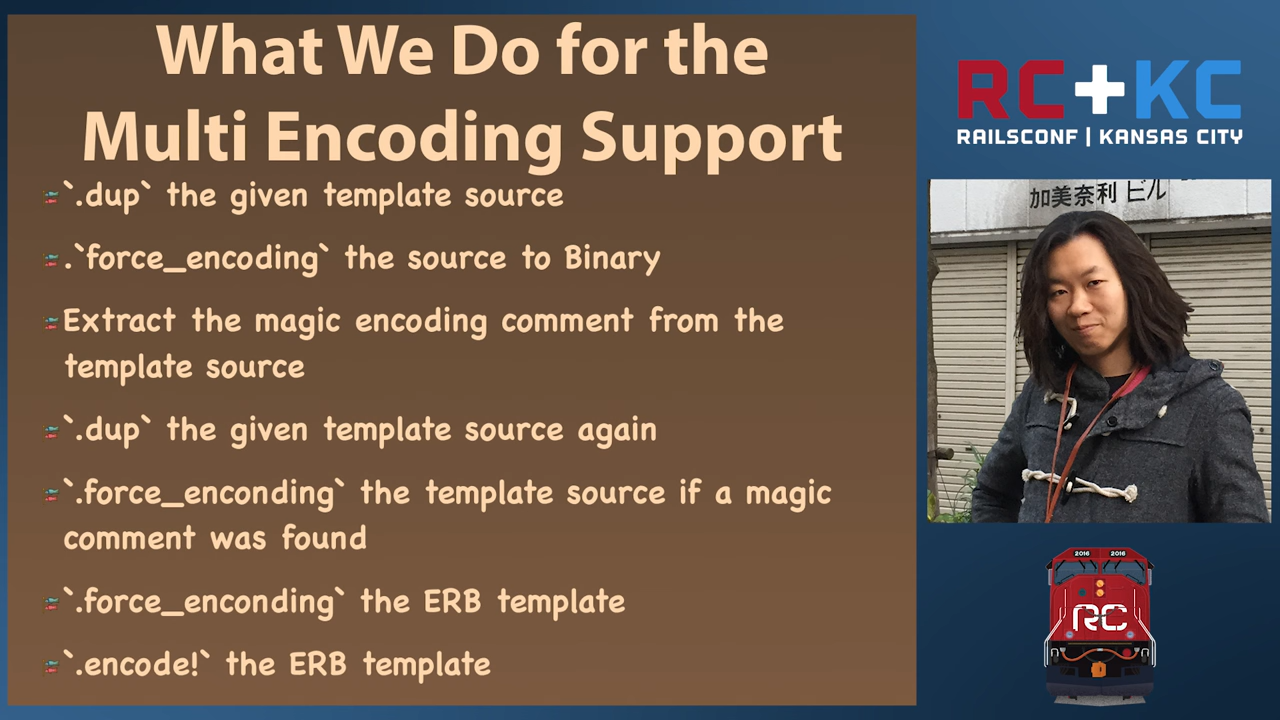 What We Do for the
Multi Encoding Support
`.dup` the given template source
.`force_encoding` the source to Binary
Extract the magic encoding comment from the
template source
`.dup` the given template source again
`.force_enconding` the template source if a magic
comment was found
`.force_enconding` the ERB template
`.encode!` the ERB template
RC+KC
RAILSCONF | KANSAS CITY
加美奈利 ビル
2016 2016
RC